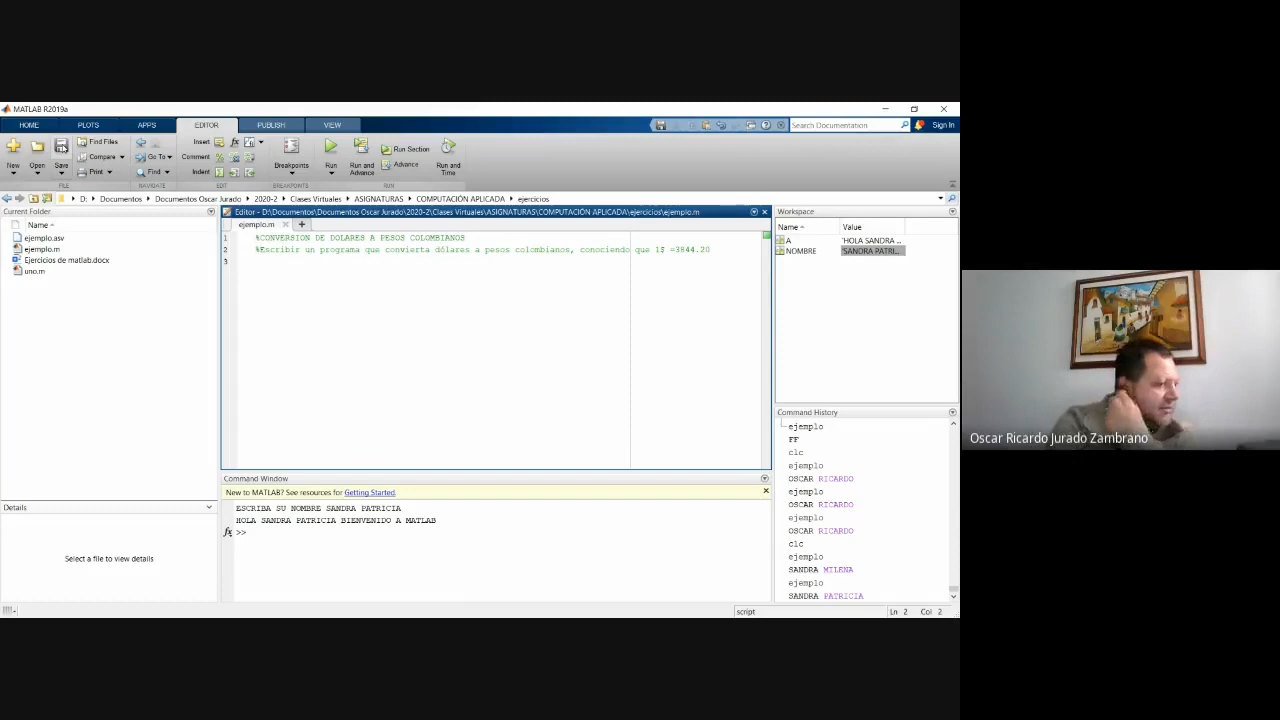 MATLAB R2019a
HOME PLOTS APPS EDITOR PUBLISH VIEW
Search Documentation
Sign In
New Open Save
Find Files
Compare
Print
FILE
Go To
Find
NAVIGATE
Insert
Comment
Indent
EDIT
Breakpoints
BREAKPOINTS
Run
Run and Advance
Run Section
Advance
Run and Time
RUN
D: Documentos Documentos Oscar Jurado 2020-2 Clases Virtuales ASIGNATURAS COMPUTACIÓN APLICADA ejercicios
Current Folder
Name
ejemplo.asv
ejemplo.m
Ejercicios de matlab.docx
uno.m
Details
Select a file to view details
Editor - D:\Documentos\Documentos Oscar Jurado\2020-2\Clases Virtuales\ASIGNATURAS\COMPUTACIÓN APLICADA\ejercicios\ejemplo.m
ejemplo.m
1 %CONVERSION DE DOLARES A PESOS COLOMBIANOS
2 %Escribir un programa que convierta dólares a pesos colombianos, conociendo que 1$ =3844.20
3
Command Window
New to MATLAB? See resources for Getting Started.
ESCRIBA SU NOMBRE SANDRA PATRICIA
HOLA SANDRA PATRICIA BIENVENIDO A MATLAB
fx >>
Workspace
Name Value
A 'HOLA SANDRA ...
NOMBRE 'SANDRA PATRI...
Command History
ejemplo
FF
clc
ejemplo
OSCAR RICARDO
ejemplo
OSCAR RICARDO
ejemplo
OSCAR RICARDO
clc
ejemplo
SANDRA MILENA
ejemplo
SANDRA PATRICIA
script
Ln 2 Col 2
Oscar Ricardo Jurado Zambrano